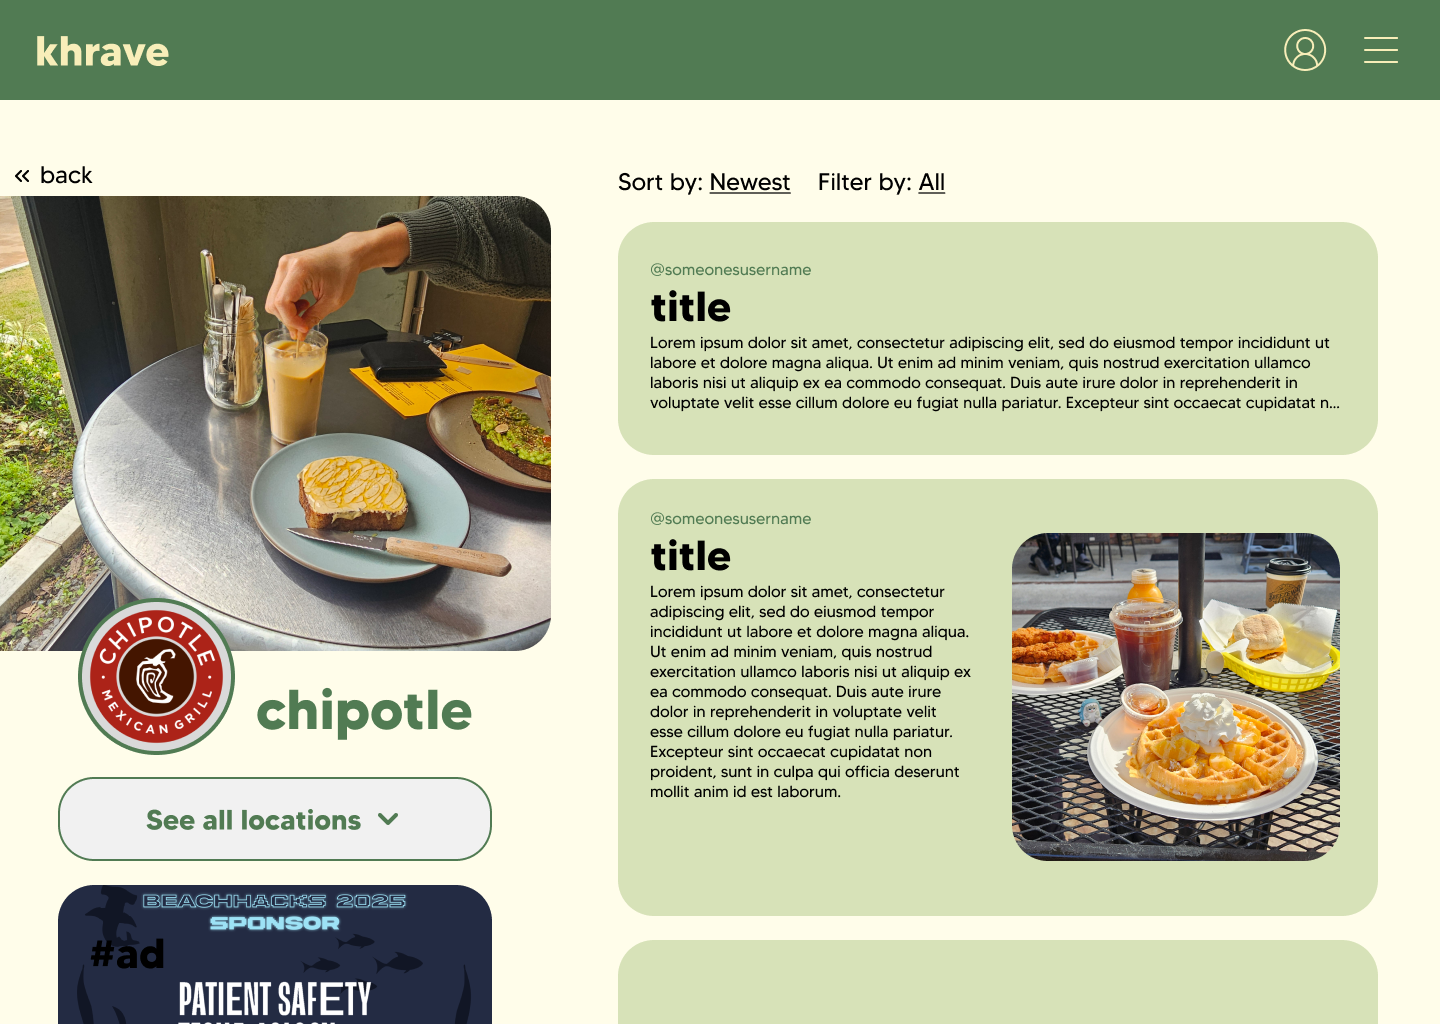 khrave
« back
CHIPOTLE
MEXICAN GRILL
chipotle
See all locations
BEACHHACKS 2025
SPONSOR
#ad
PATIENT SAFETY
Sort by: Newest Filter by: All
@someonesusername
title
Lorem ipsum dolor sit amet, consectetur adipiscing elit, sed do eiusmod tempor incididunt ut
labore et dolore magna aliqua. Ut enim ad minim veniam, quis nostrud exercitation ullamco
laboris nisi ut aliquip ex ea commodo consequat. Duis aute irure dolor in reprehenderit in
voluptate velit esse cillum dolore eu fugiat nulla pariatur. Excepteur sint occaecat cupidatat n...
@someonesusername
title
Lorem ipsum dolor sit amet, consectetur
adipiscing elit, sed do eiusmod tempor
incididunt ut labore et dolore magna aliqua.
Ut enim ad minim veniam, quis nostrud
exercitation ullamco laboris nisi ut aliquip ex
ea commodo consequat. Duis aute irure
dolor in reprehenderit in voluptate velit
esse cillum dolore eu fugiat nulla pariatur.
Excepteur sint occaecat cupidatat non
proident, sunt in culpa qui officia deserunt
mollit anim id est laborum.